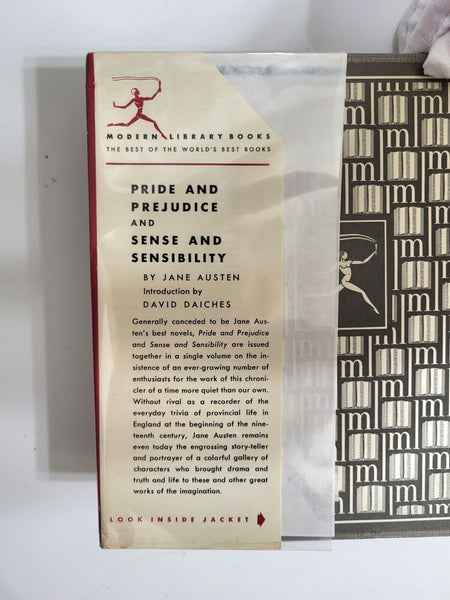 MODERN LIBRARY BOOKS
THE BEST OF THE WORLD'S BEST BOOKS
PRIDE AND
PREJUDICE
AND
SENSE AND
SENSIBILITY
BY JANE AUSTEN
Introduction by
DAVID DAICHES
Generally conceded to be Jane Aus-
ten's best novels, Pride and Prejudice
and Sense and Sensibility are issued
together in a single volume on the in-
sistence of an ever-growing number of
enthusiasts for the work of this chroni-
cler of a time more quiet than our own.
Without rival as a recorder of the
everyday trivia of provincial life in
England at the beginning of the nine-
teenth century, Jane Austen remains
even today the engrossing story-teller
and portrayer of a colorful gallery of
characters who brought drama and
truth and life to these and other great
works of the imagination.
LOOK INSIDE JACKET